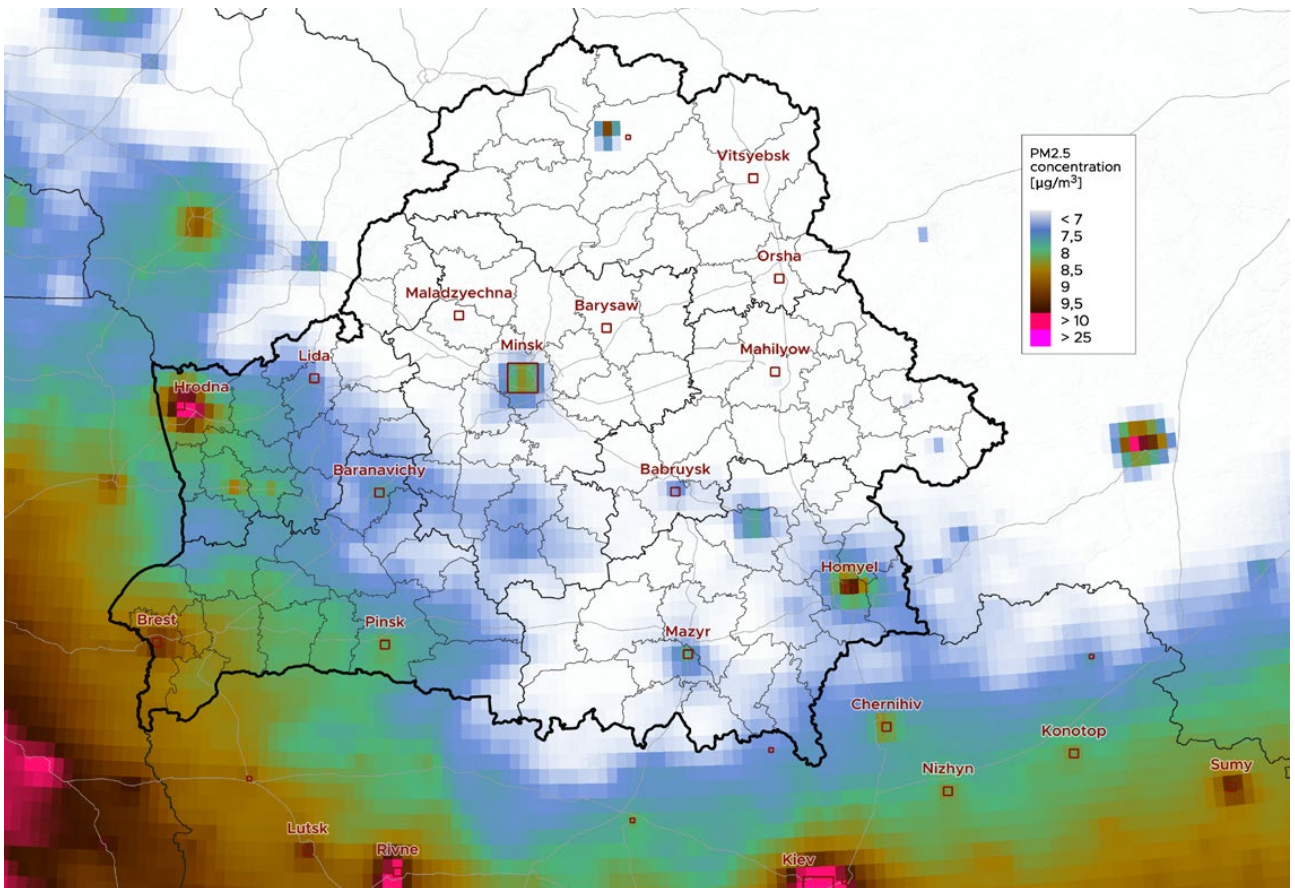 Vitsyebsk
PM2.5
concentration
[µg/m³]
< 7
7,5
8
8,5
9
9,5
> 10
> 25
Orsha
Maladzyechna
Barysaw
Minsk
Mahilyow
Lida
Hrodna
Baranavichy
Babruysk
Homyel
Brest
Pinsk
Mazyr
Chernihiv
Konotop
Nizhyn
Sumy
Lutsk
Rivne
Kiev